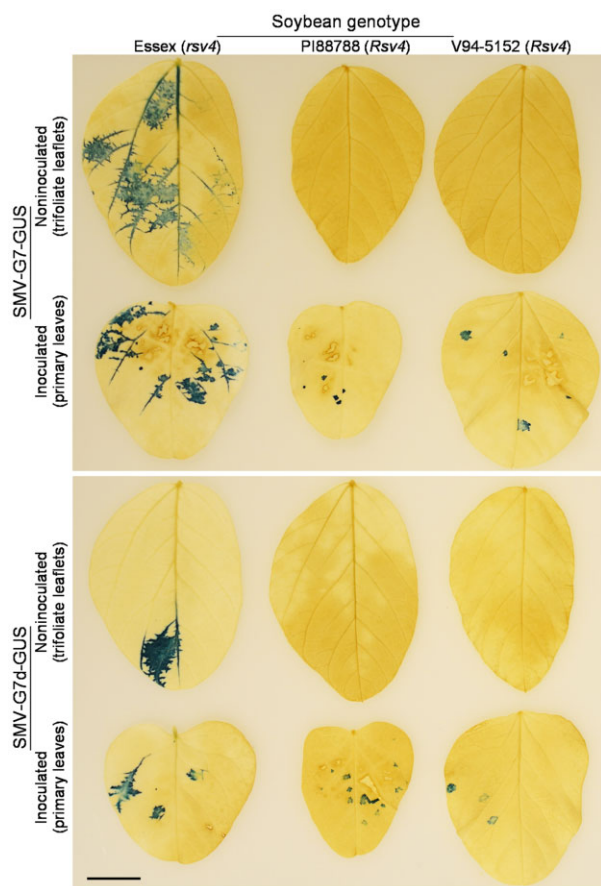 Soybean genotype
Essex (rsv4)
PI88788 (Rsv4)
V94-5152 (Rsv4)
SMV-G7-GUS
Noninoculated
(trifoliate leaflets)
Inoculated
(primary leaves)
SMV-G7d-GUS
Noninoculated
(trifoliate leaflets)
Inoculated
(primary leaves)